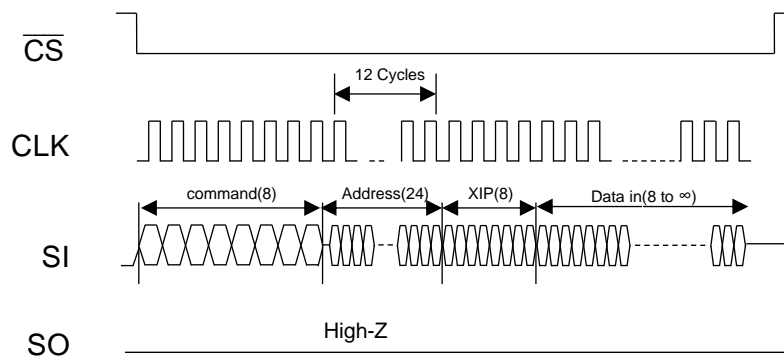 CS
12 Cycles
CLK
command(8)
Address(24)
XIP(8)
Data in(8 to ∞)
SI
High-Z
SO